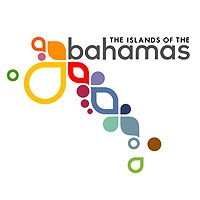 THE ISLANDS OF THE
bahamas